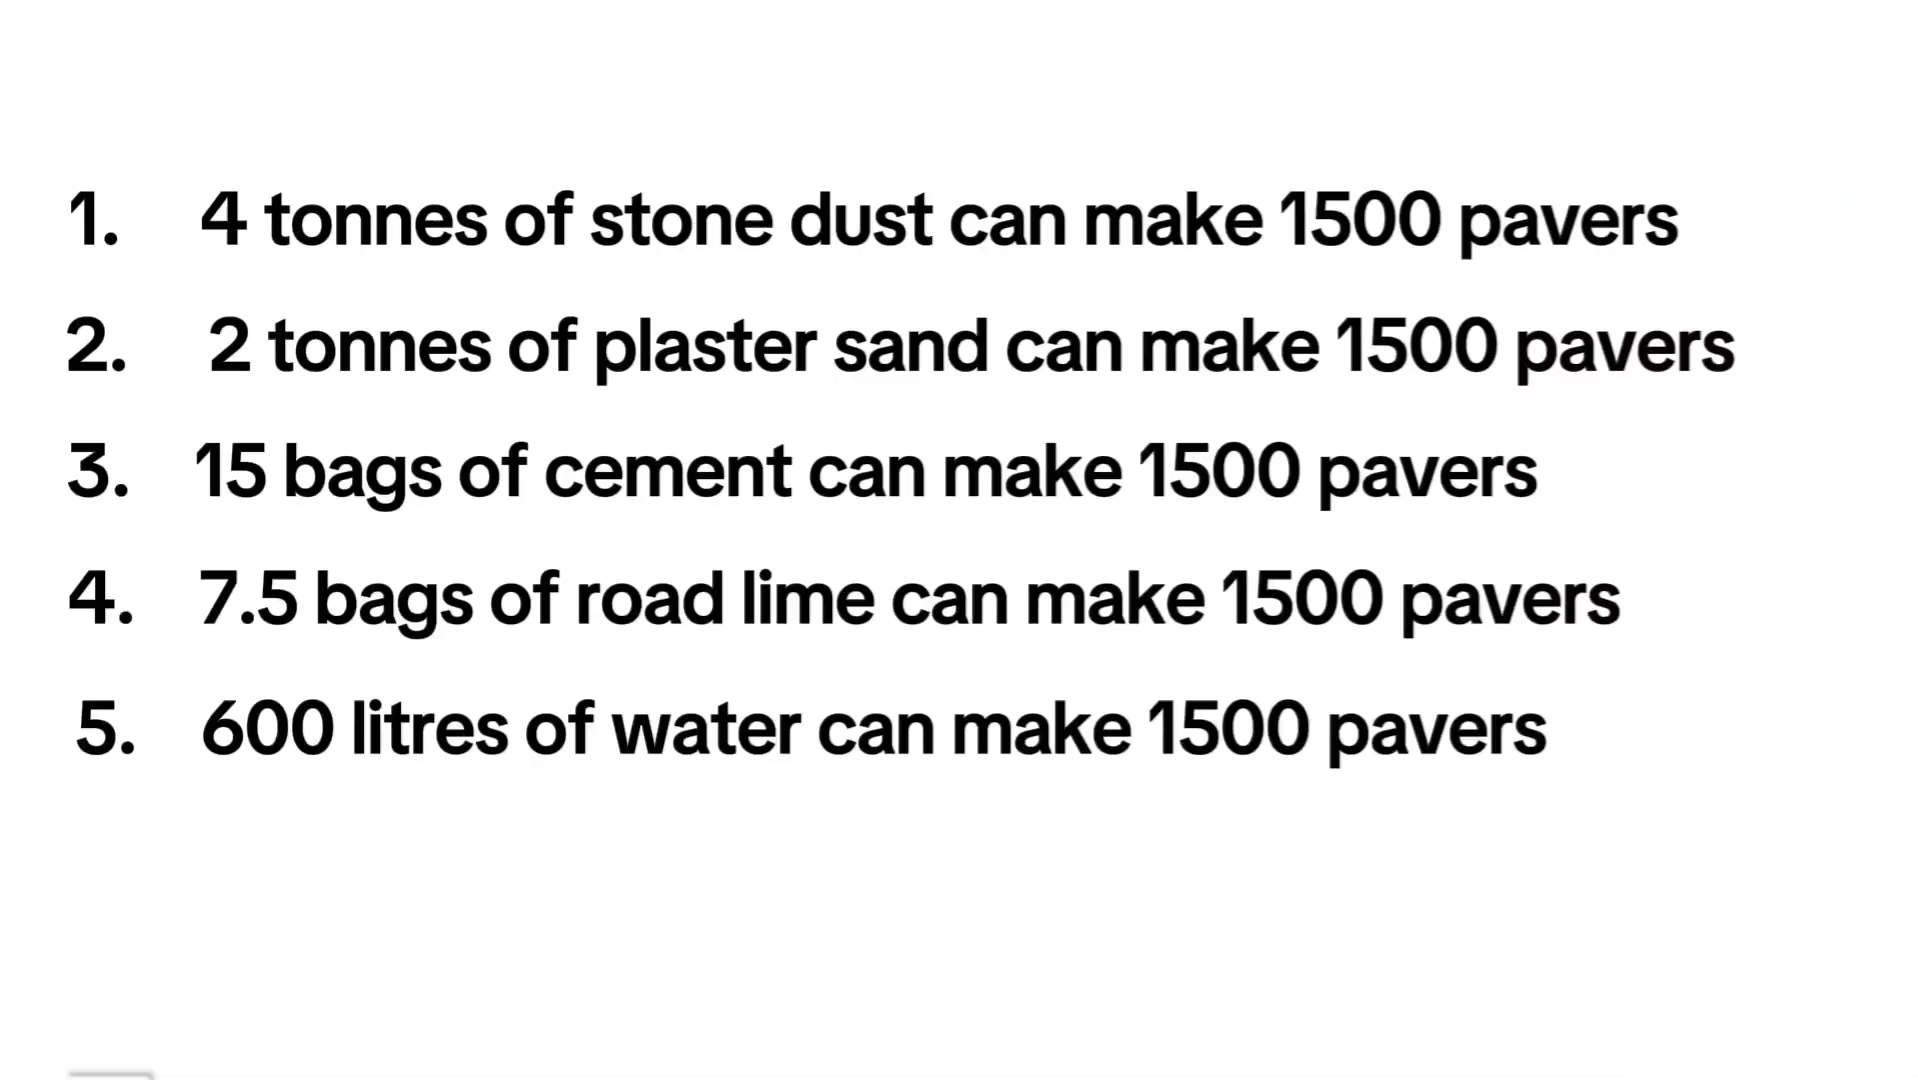 1. 4 tonnes of stone dust can make 1500 pavers
2. 2 tonnes of plaster sand can make 1500 pavers
3. 15 bags of cement can make 1500 pavers
4. 7.5 bags of road lime can make 1500 pavers
5. 600 litres of water can make 1500 pavers